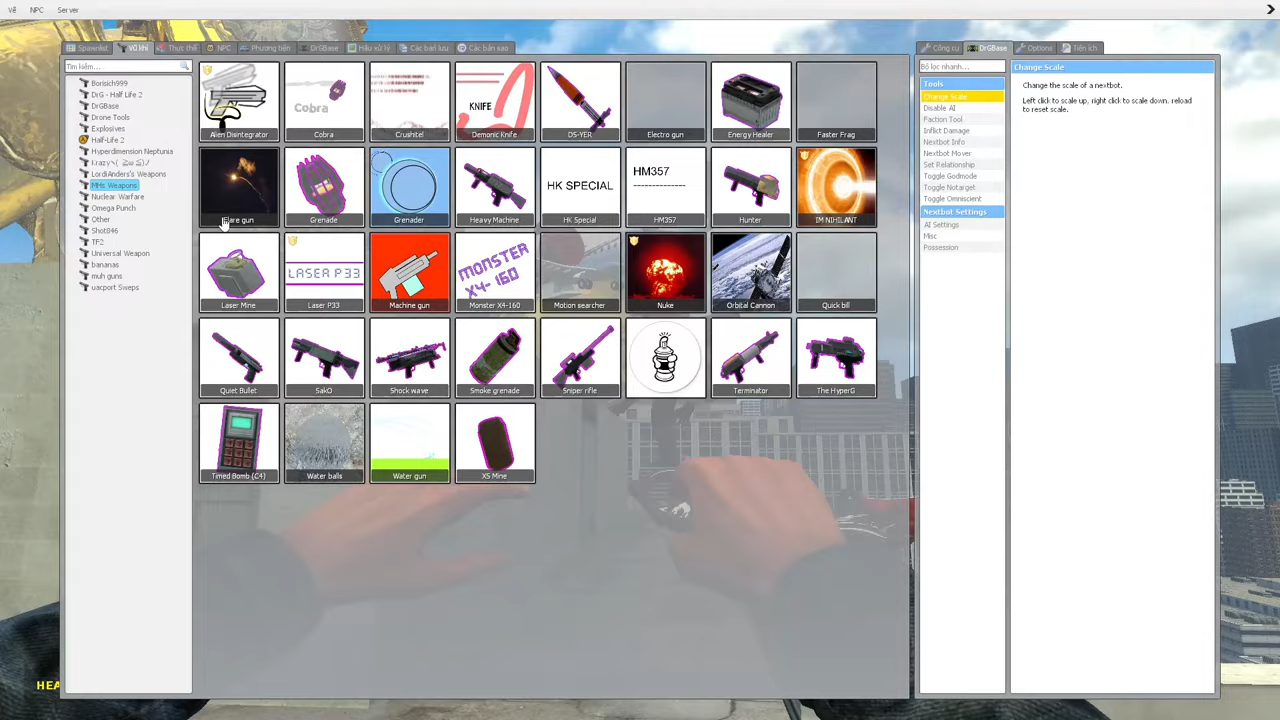 Vẽ NPC Server
Spawnlist Vũ khí Thực thể NPC Phương tiện DrGBase Hậu xử lý Các bản lưu Các bản sao
Công cụ DrGBase Options Tiện ích
Tìm kiếm...
Borisich999
DrG - Half Life 2
DrGBase
Drone Tools
Explosives
Half-Life 2
Hyperdimension Neptunia
LordiAnders's Weapons
MHs Weapons
Nuclear Warfare
Omega Punch
Other
Shot846
TF2
Universal Weapon
bananas
muh guns
uacport Sweps
Cobra
KNIFE
Alien Disintegrator Cobra Crushitel Demonic Knife DS-YER Electro gun Energy Healer Faster Frag
HK SPECIAL
HM357
--------------
Flare gun Grenade Grenader Heavy Machine HK Special HM357 Hunter IM NIHILANT
LASER P33
MONSTER
X4-160
Laser Mine Laser P33 Machine gun Monster X4-160 Motion searcher Nuke Orbital Cannon Quick bill
Quiet Bullet SakO Shock wave Smoke grenade Sniper rifle Terminator The HyperG
Timed Bomb (C4) Water balls Water gun XS Mine
Bộ lọc nhanh...
Tools
Change Scale
Disable AI
Faction Tool
Inflict Damage
Nextbot Info
Nextbot Mover
Set Relationship
Toggle Godmode
Toggle Notarget
Toggle Omniscient
Nextbot Settings
AI Settings
Misc
Possession
Change Scale
Change the scale of a nextbot.
Left click to scale up, right click to scale down, reload
to reset scale.
HEA